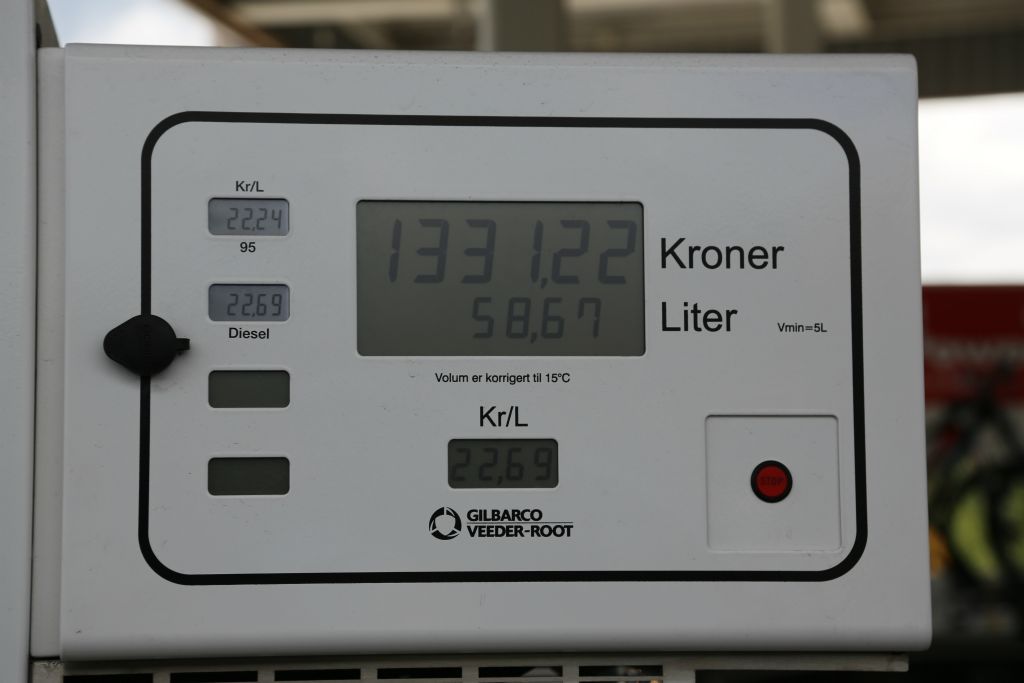 Kr/L
22,24
95
22,69
Diesel
1331,22 Kroner
58,67 Liter
Vmin=5L
Volum er korrigert til 15°C
Kr/L
22,69
GILBARCO
VEEDER-ROOT
STOP